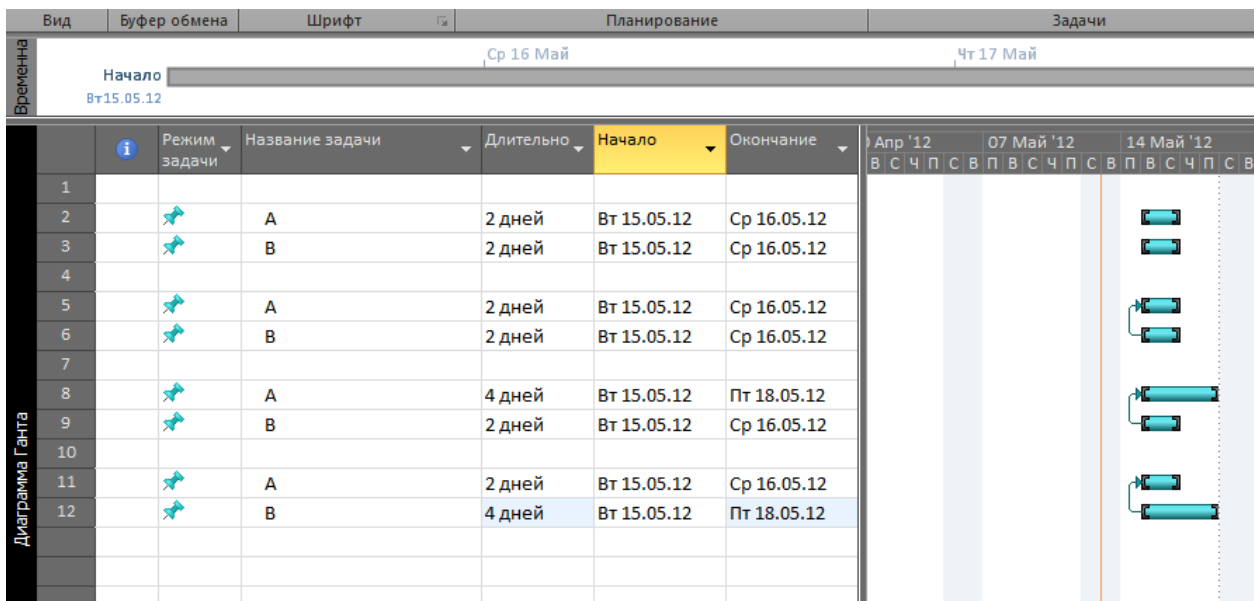 Вид Буфер обмена Шрифт Планирование Задачи
Временна
Ср 16 Май Чт 17 Май
Начало
Вт 15.05.12
Режим задачи Название задачи Длительно Начало Окончание
Апр '12 07 Май '12 14 Май '12
В С Ч П С В П В С Ч П С В П В С Ч П С В
1
2 A 2 дней Вт 15.05.12 Ср 16.05.12
3 B 2 дней Вт 15.05.12 Ср 16.05.12
4
5 A 2 дней Вт 15.05.12 Ср 16.05.12
6 B 2 дней Вт 15.05.12 Ср 16.05.12
7
8 A 4 дней Вт 15.05.12 Пт 18.05.12
9 B 2 дней Вт 15.05.12 Ср 16.05.12
10
11 A 2 дней Вт 15.05.12 Ср 16.05.12
12 B 4 дней Вт 15.05.12 Пт 18.05.12
Диаграмма Ганта